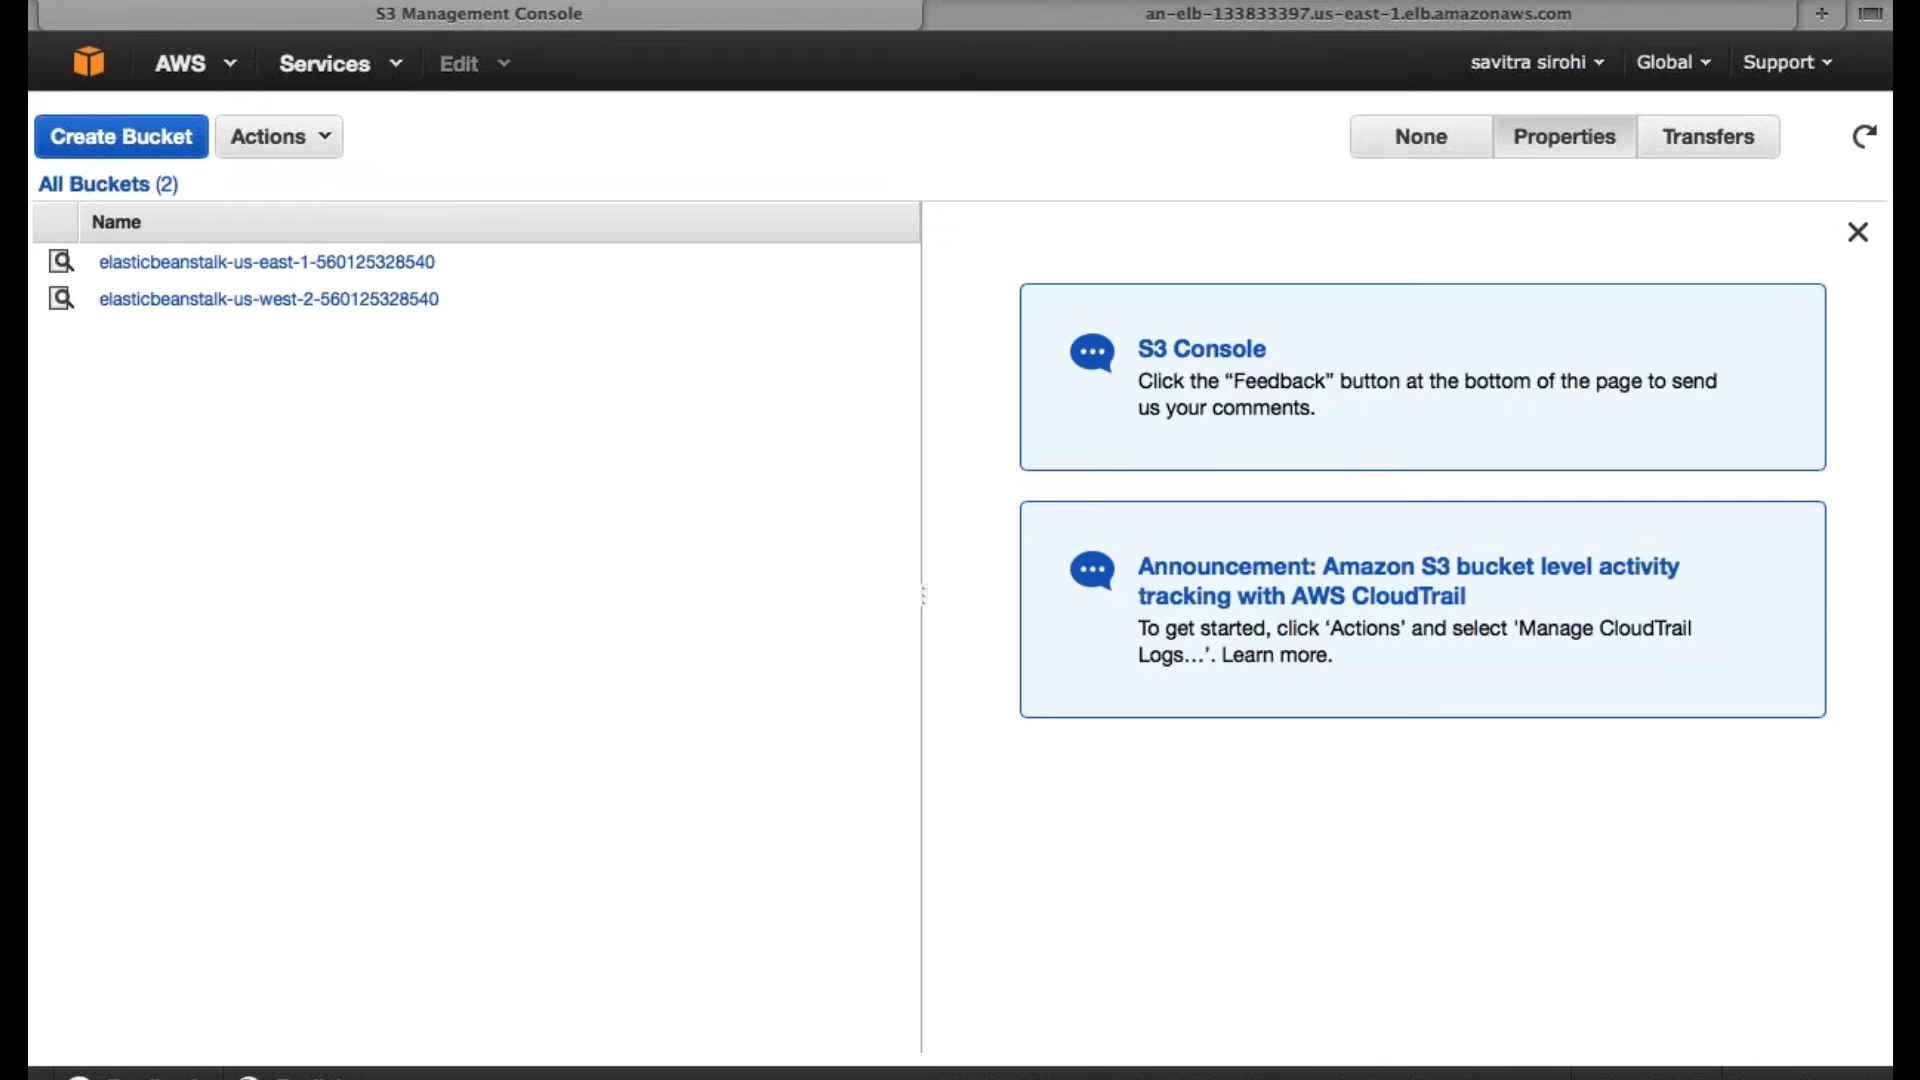 S3 Management Console
an-elb-133833397.us-east-1.elb.amazonaws.com
AWS
Services
Edit
savitra sirohi
Global
Support
Create Bucket
Actions
None
Properties
Transfers
All Buckets (2)
Name
elasticbeanstalk-us-east-1-560125328540
elasticbeanstalk-us-west-2-560125328540
S3 Console
Click the “Feedback” button at the bottom of the page to send
us your comments.
Announcement: Amazon S3 bucket level activity
tracking with AWS CloudTrail
To get started, click ‘Actions’ and select 'Manage CloudTrail
Logs...’. Learn more.